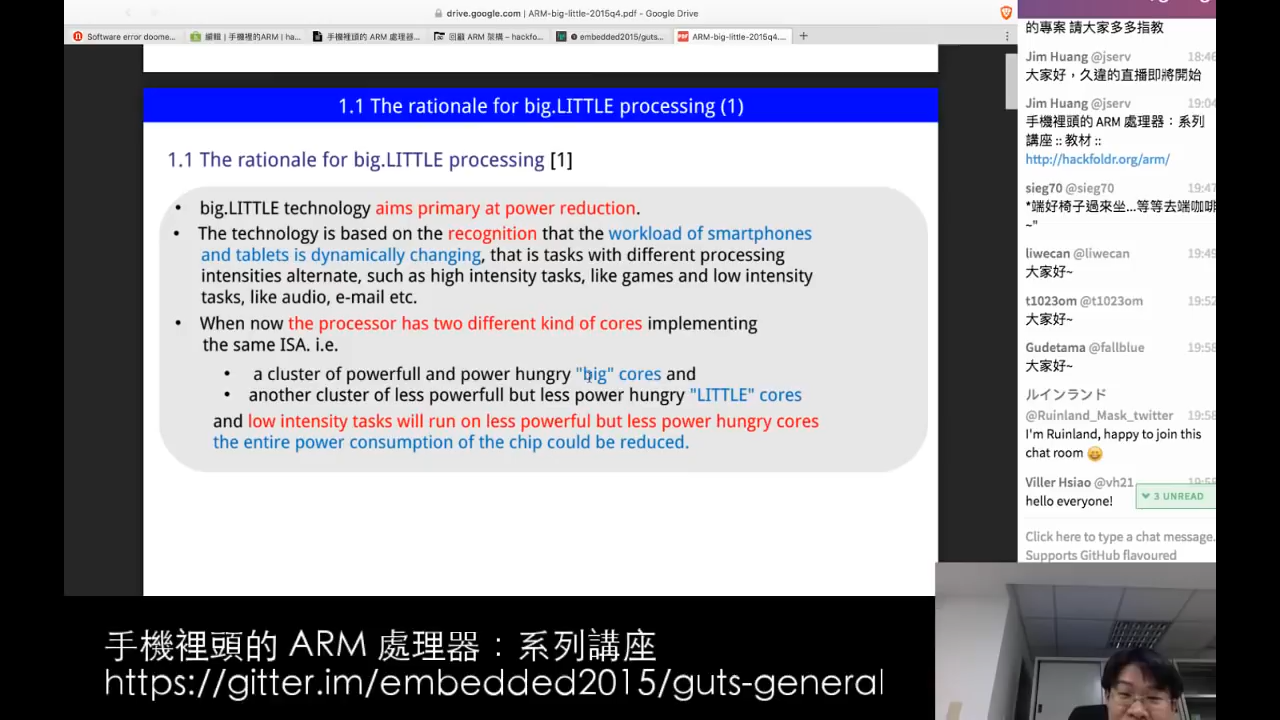 drive.google.com | ARM-big-little-2015q4.pdf - Google Drive
Software error doome...
編輯 | 手機裡的ARM | ha...
手機裡頭的 ARM 處理器...
回顧 ARM 架構 – hackfo...
embedded2015/guts...
ARM-big-little-2015q4....
1.1 The rationale for big.LITTLE processing (1)
1.1 The rationale for big.LITTLE processing [1]
• big.LITTLE technology aims primary at power reduction.
• The technology is based on the recognition that the workload of smartphones
and tablets is dynamically changing, that is tasks with different processing
intensities alternate, such as high intensity tasks, like games and low intensity
tasks, like audio, e-mail etc.
• When now the processor has two different kind of cores implementing
the same ISA. i.e.
• a cluster of powerfull and power hungry "big" cores and
• another cluster of less powerfull but less power hungry "LITTLE" cores
and low intensity tasks will run on less powerful but less power hungry cores
the entire power consumption of the chip could be reduced.
的專案 請大家多多指教
Jim Huang @jserv 18:46
大家好，久違的直播即將開始
Jim Huang @jserv 19:04
手機裡頭的 ARM 處理器：系列
講座 :: 教材 ::
http://hackfoldr.org/arm/
sieg70 @sieg70 19:47
*端好椅子過來坐...等等去端咖啡
~"
liwecan @liwecan 19:49
大家好~
t1023om @t1023om 19:52
大家好~
Gudetama @fallblue 19:58
大家好~
ルインランド
@Ruinland_Mask_twitter 19:58
I'm Ruinland, happy to join this
chat room
Viller Hsiao @vh21 19:58
hello everyone!
3 UNREAD
Click here to type a chat message.
Supports GitHub flavoured
手機裡頭的 ARM 處理器：系列講座
https://gitter.im/embedded2015/guts-general